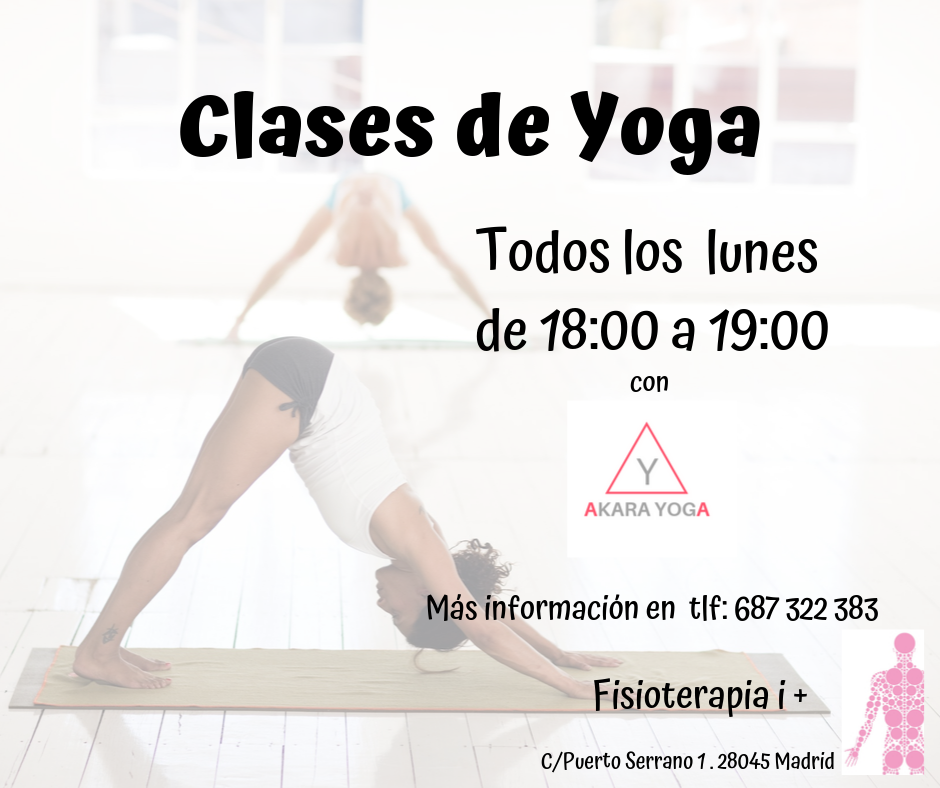 Clases de Yoga
Todos los lunes
de 18:00 a 19:00
con
Y
AKARA YOGA
Más información en tlf: 687 322 383
Fisioterapia i +
C/Puerto Serrano 1 . 28045 Madrid